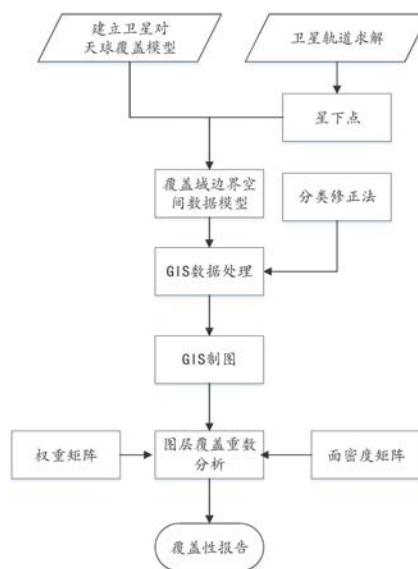 建立卫星对
天球覆盖模型
卫星轨道求解
星下点
覆盖域边界空
间数据模型
分类修正法
GIS数据处理
GIS制图
权重矩阵
图层覆盖重数
分析
面密度矩阵
覆盖性报告